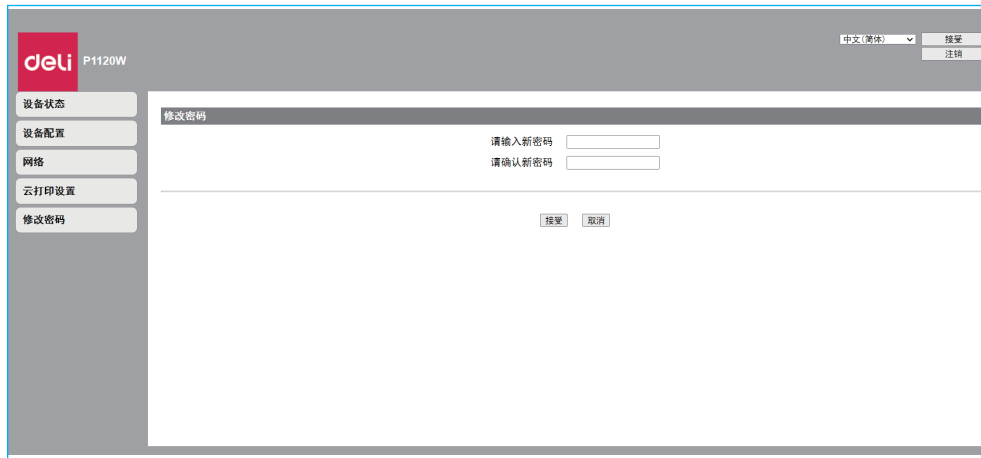 中文(简体)
接受
注销
deli P1120W
设备状态
设备配置
网络
云打印设置
修改密码
修改密码
请输入新密码
请确认新密码
接受 取消